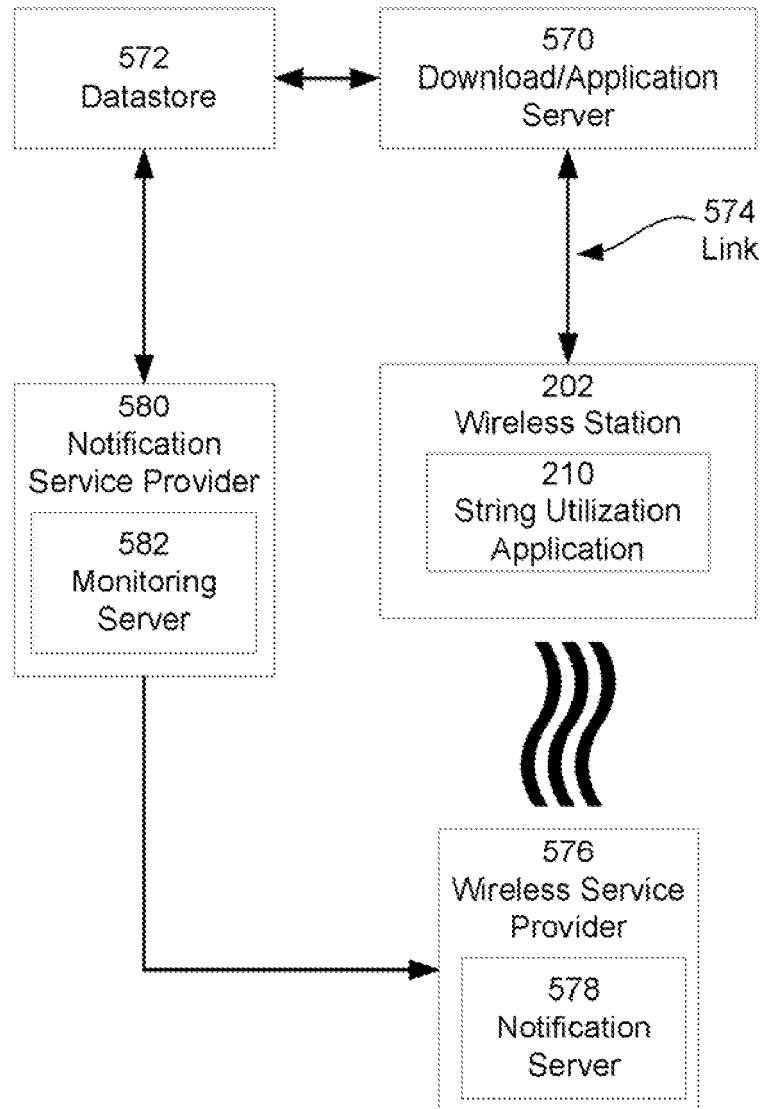 572
Datastore
570
Download/Application
Server
574
Link
580
Notification
Service Provider
582
Monitoring
Server
202
Wireless Station
210
String Utilization
Application
576
Wireless Service
Provider
578
Notification
Server